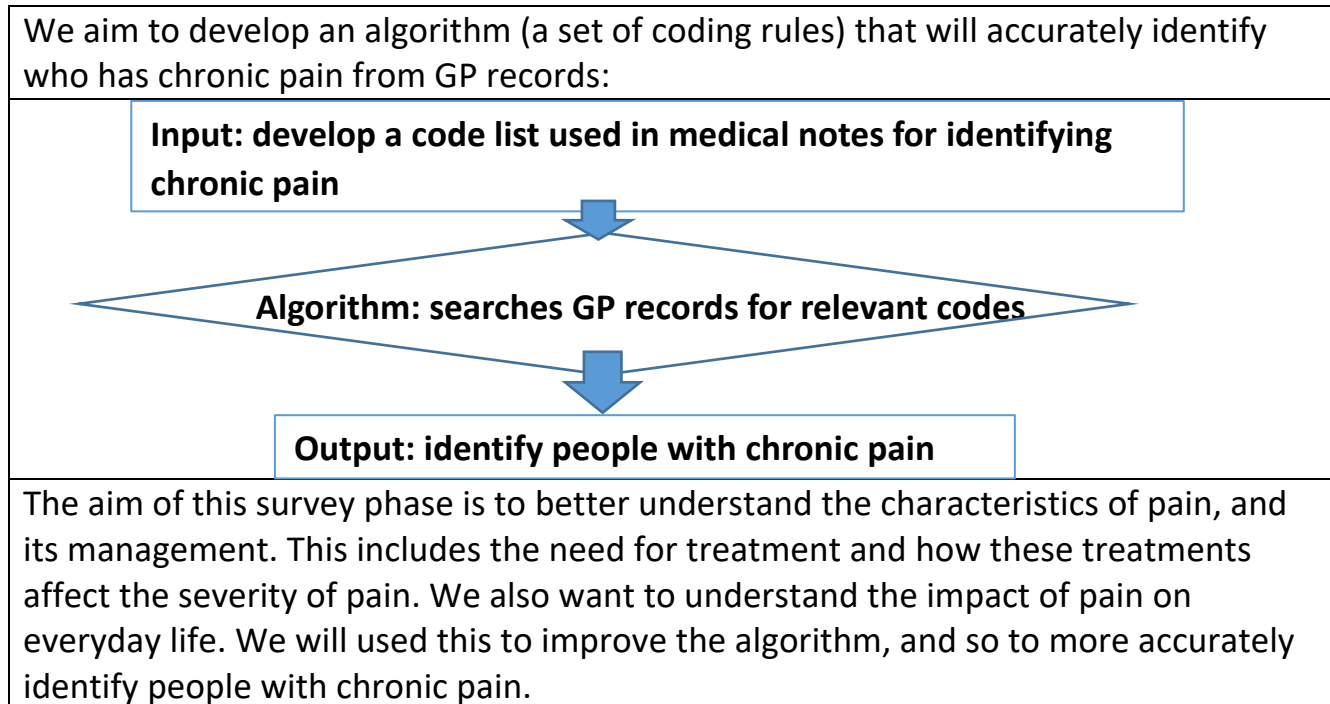 We aim to develop an algorithm (a set of coding rules) that will accurately identify
who has chronic pain from GP records:
Input: develop a code list used in medical notes for identifying
chronic pain
Algorithm: searches GP records for relevant codes
Output: identify people with chronic pain
The aim of this survey phase is to better understand the characteristics of pain, and
its management. This includes the need for treatment and how these treatments
affect the severity of pain. We also want to understand the impact of pain on
everyday life. We will used this to improve the algorithm, and so to more accurately
identify people with chronic pain.